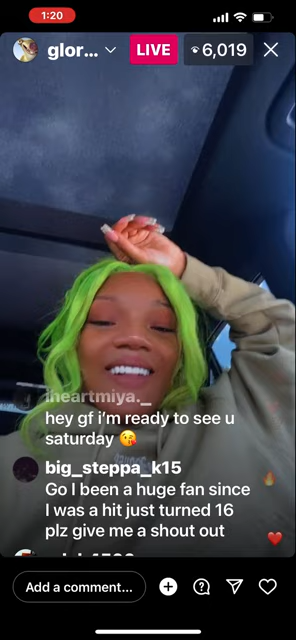 1:20
glor...
LIVE
6,019
iheartmiya._
hey gf i'm ready to see u
saturday 😘
big_steppa_k15
Go I been a huge fan since
I was a hit just turned 16
plz give me a shout out
Add a comment...